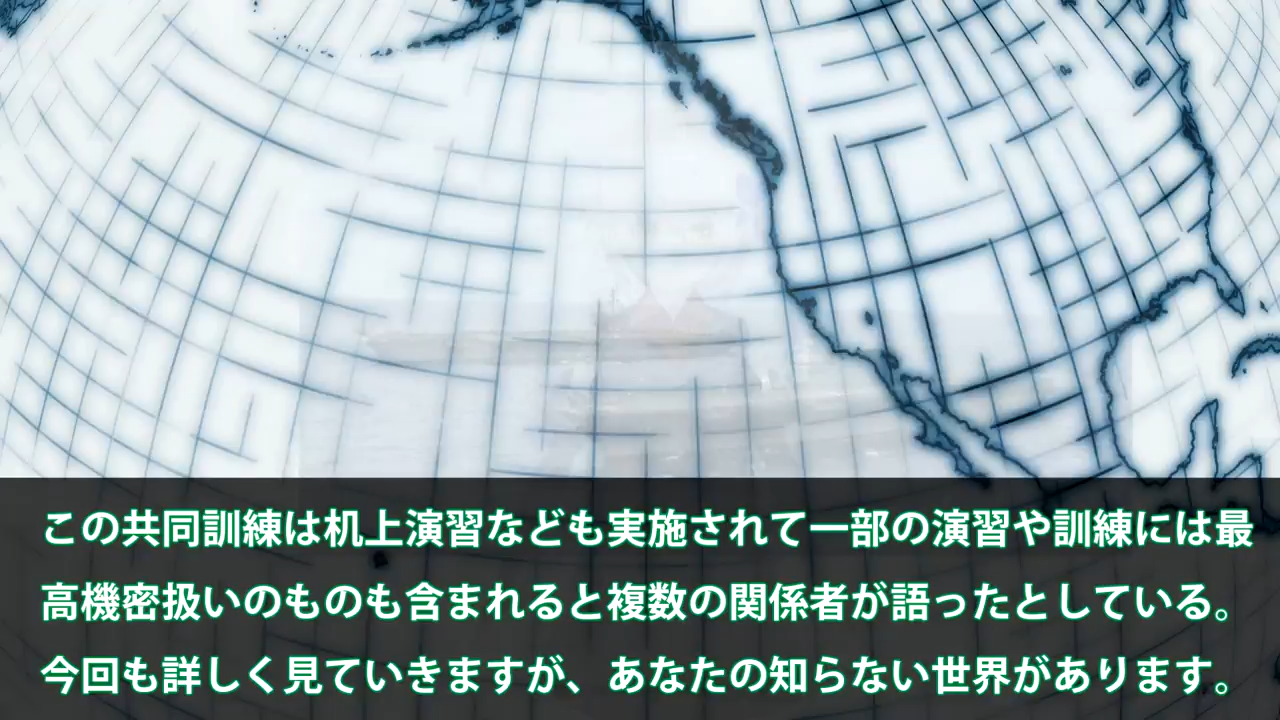 この共同訓練は机上演習なども実施されて一部の演習や訓練には最
高機密扱いのものも含まれると複数の関係者が語ったとしている。
今回も詳しく見ていきますが、あなたの知らない世界があります。